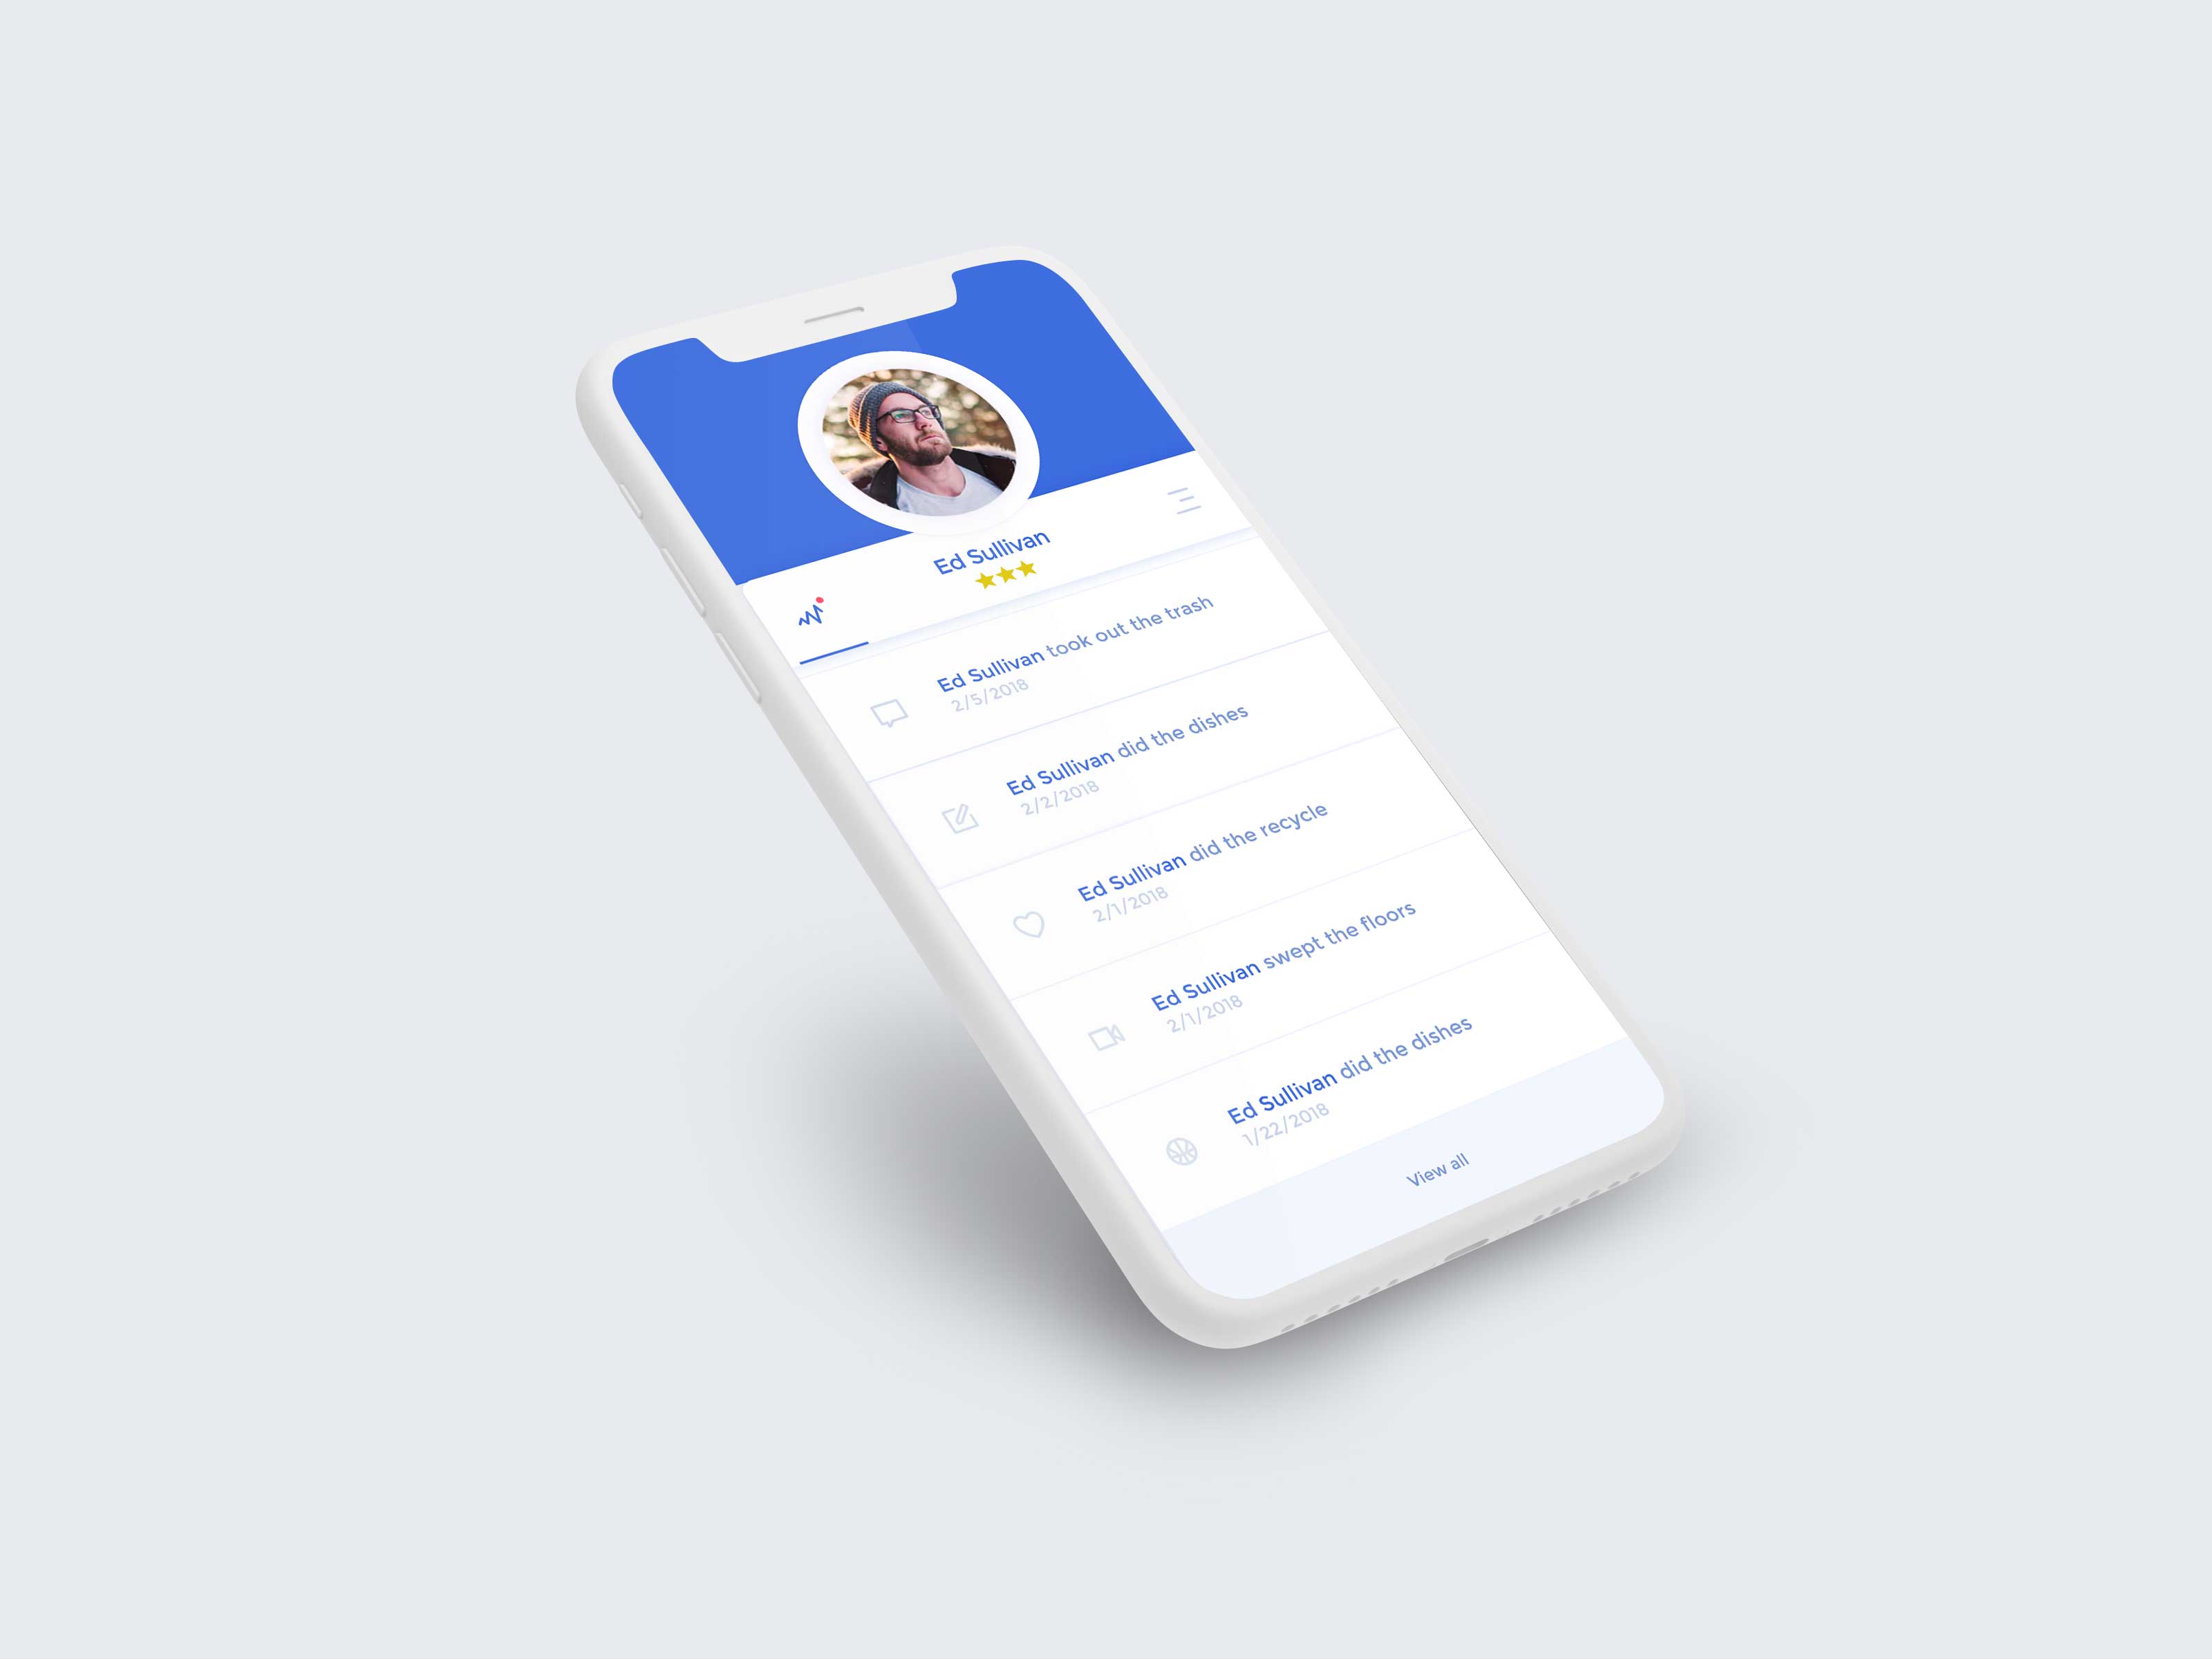 Ed Sullivan
Ed Sullivan took out the trash
2/5/2018
Ed Sullivan did the dishes
2/2/2018
Ed Sullivan did the recycle
2/1/2018
Ed Sullivan swept the floors
2/1/2018
Ed Sullivan did the dishes
1/22/2018
View all